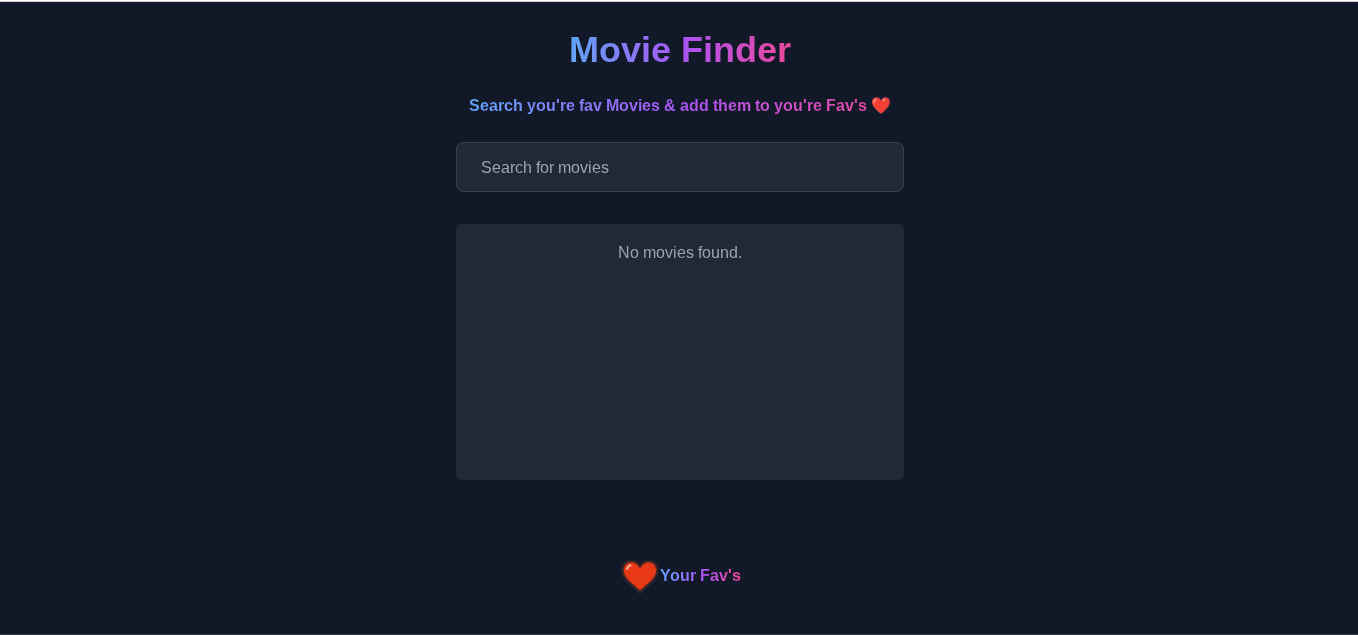 Movie Finder
Search you're fav Movies & add them to you're Fav's ❤️
Search for movies
No movies found.
❤️Your Fav's